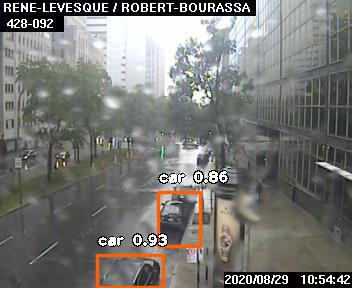 RENE-LEVESQUE / ROBERT-BOURASSA
428-092
car 0.86
car 0.93
2020/08/29 10:54:42